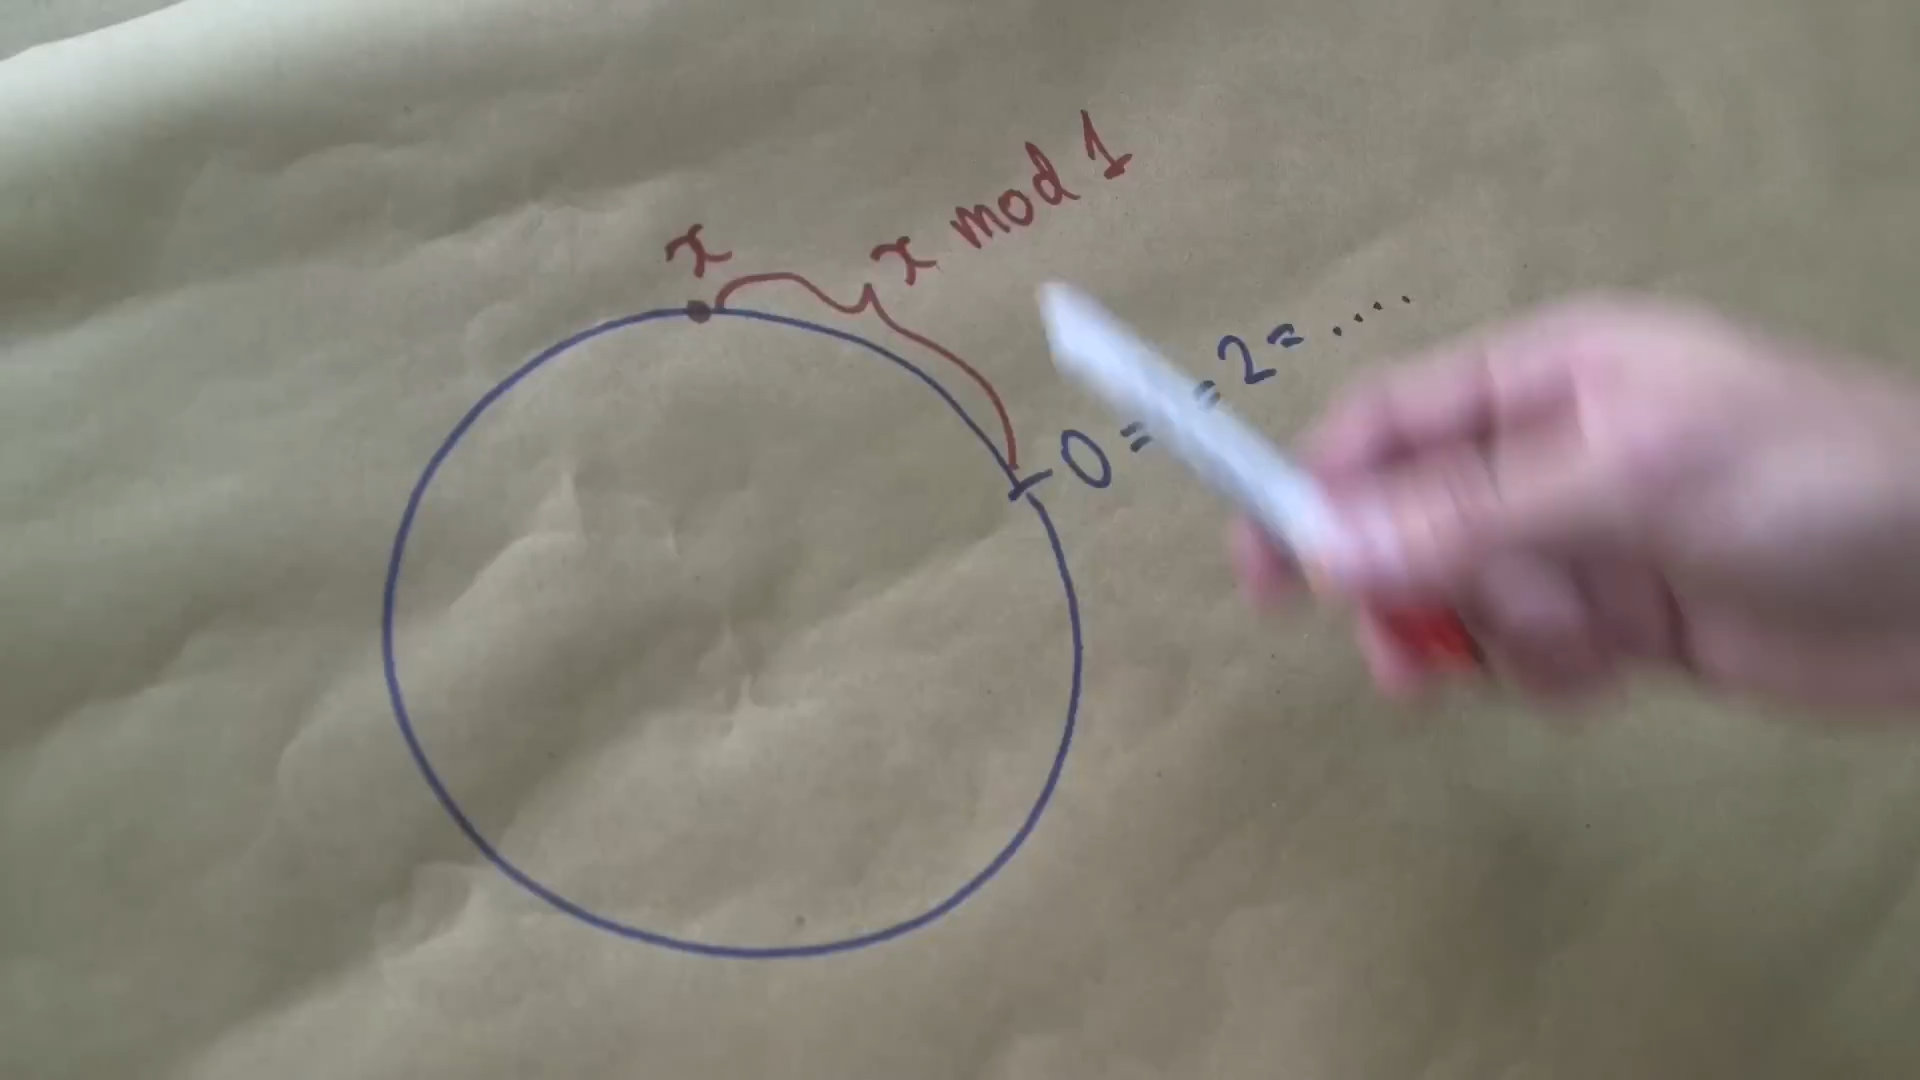 x
x mod 1
0 = = 2 = ....